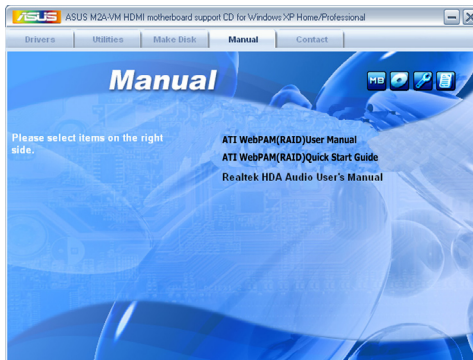 ASUS ASUS M2A-VM HDMI motherboard support CD for Windows XP Home/Professional
Drivers Utilities Make Disk Manual Contact
Manual
MB
Please select items on the right
side.
ATI WebPAM(RAID)User Manual
ATI WebPAM(RAID)Quick Start Guide
Realtek HDA Audio User's Manual